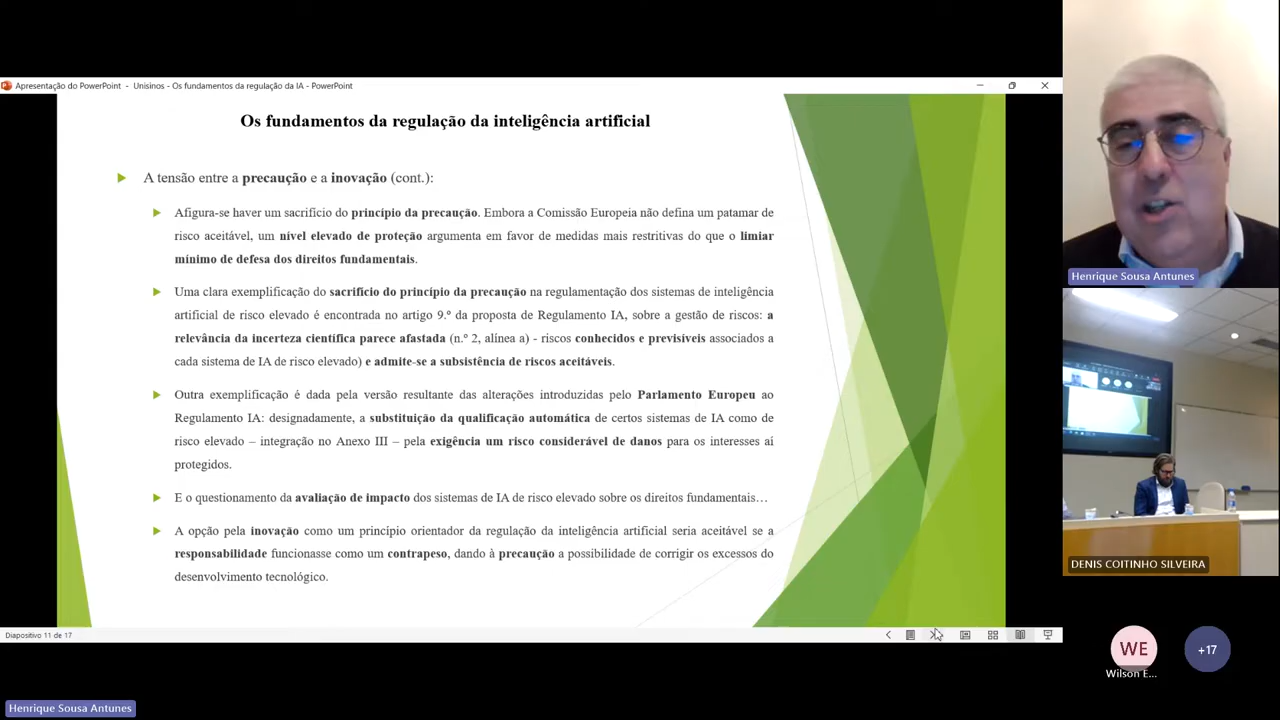 Apresentação do PowerPoint - Unisinos - Os fundamentos da regulação da IA - PowerPoint
Os fundamentos da regulação da inteligência artificial
A tensão entre a precaução e a inovação (cont.):
Afigura-se haver um sacrifício do princípio da precaução. Embora a Comissão Europeia não defina um patamar de
risco aceitável, um nível elevado de proteção argumenta em favor de medidas mais restritivas do que o limiar
mínimo de defesa dos direitos fundamentais.
Uma clara exemplificação do sacrifício do princípio da precaução na regulamentação dos sistemas de inteligência
artificial de risco elevado é encontrada no artigo 9.º da proposta de Regulamento IA, sobre a gestão de riscos: a
relevância da incerteza científica parece afastada (n.º 2, alínea a) - riscos conhecidos e previsíveis associados a
cada sistema de IA de risco elevado) e admite-se a subsistência de riscos aceitáveis.
Outra exemplificação é dada pela versão resultante das alterações introduzidas pelo Parlamento Europeu ao
Regulamento IA: designadamente, a substituição da qualificação automática de certos sistemas de IA como de
risco elevado – integração no Anexo III – pela exigência um risco considerável de danos para os interesses aí
protegidos.
E o questionamento da avaliação de impacto dos sistemas de IA de risco elevado sobre os direitos fundamentais…
A opção pela inovação como um princípio orientador da regulação da inteligência artificial seria aceitável se a
responsabilidade funcionasse como um contrapeso, dando à precaução a possibilidade de corrigir os excessos do
desenvolvimento tecnológico.
Diapositivo 11 de 17
Henrique Sousa Antunes
Henrique Sousa Antunes
DENIS COITINHO SILVEIRA
WE
Wilson E...
+17